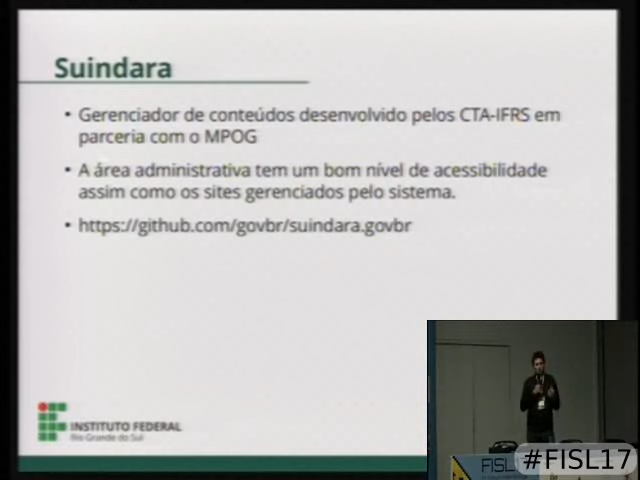 Suindara
• Gerenciador de conteúdos desenvolvido pelos CTA-IFRS em
parceria com o MPOG
• A área administrativa tem um bom nível de acessibilidade
assim como os sites gerenciados pelo sistema.
• https://github.com/govbr/suindara.govbr
INSTITUTO FEDERAL
Rio Grande do Sul
FISL
#FISL17